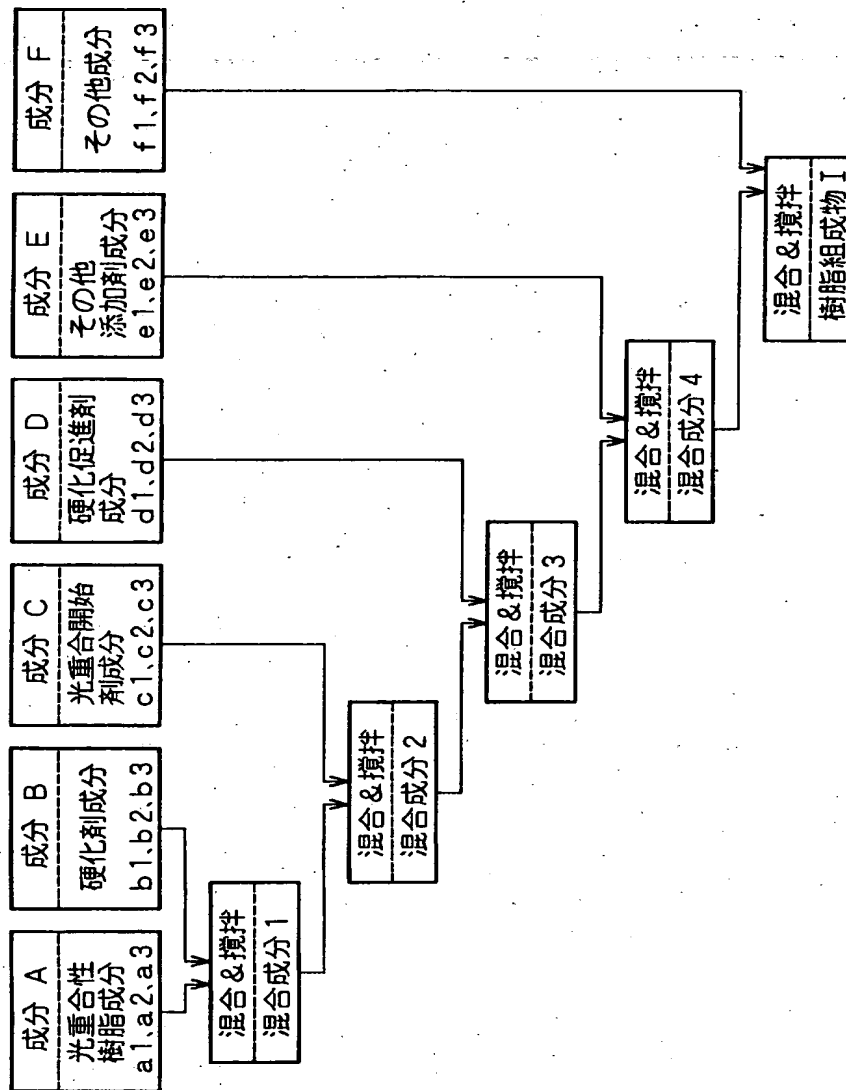 成分 A
光重合性
樹脂成分
a1、a2、a3
成分 B
硬化剤成分
b1、b2、b3
成分 C
光重合開始
剤成分
c1、c2、c3
成分 D
硬化促進剤
成分
d1、d2、d3
成分 E
その他
添加剤成分
e1、e2、e3
成分 F
その他成分
f1、f2、f3
混合&攪拌
混合成分1
混合&攪拌
混合成分2
混合&攪拌
混合成分3
混合&攪拌
混合成分4
混合&攪拌
樹脂組成物 I